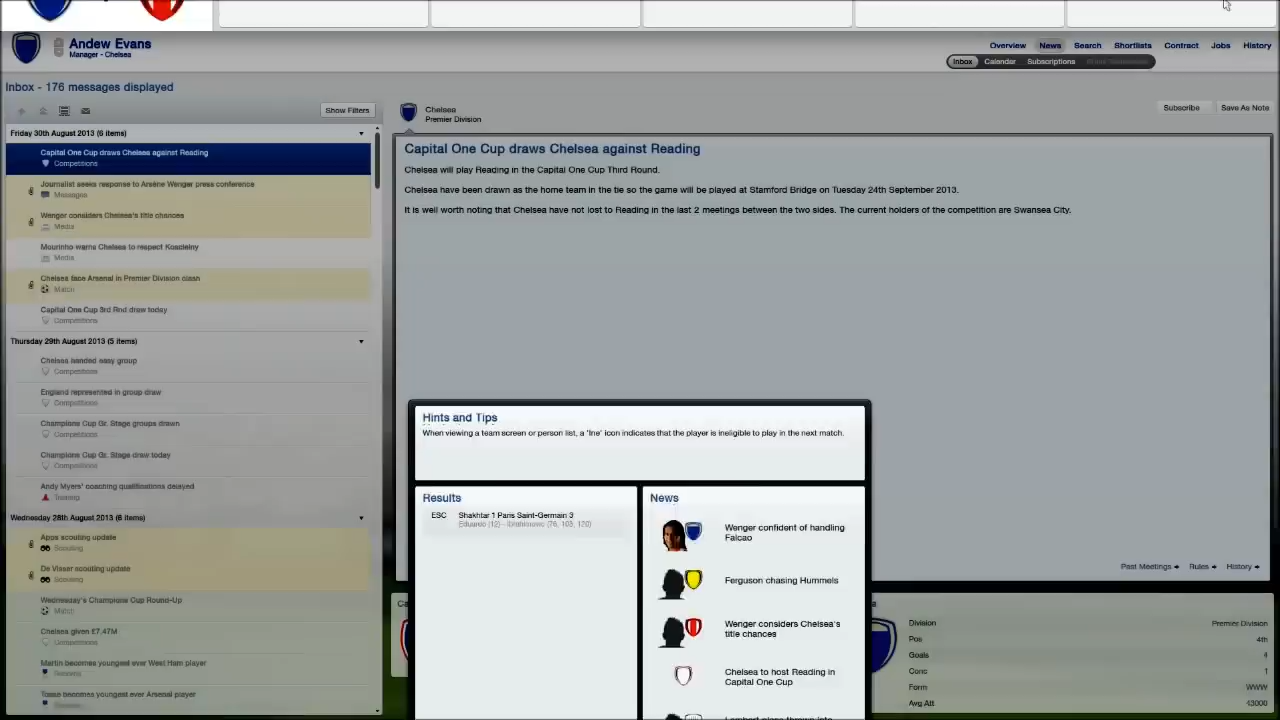 Andew Evans
Manager - Chelsea
Overview
News
Search
Shortlists
Contract
Jobs
History
Inbox
Calendar
Subscriptions
Inbox - 176 messages displayed
Show Filters
Chelsea
Premier Division
Subscribe
Save As Note
Friday 30th August 2013 (6 items)
Capital One Cup draws Chelsea against Reading
Competitions
Journalist seeks response to Arsène Wenger press conference
Messages
Wenger considers Chelsea's title chances
Media
Mourinho warns Chelsea to respect Koscielny
Media
Chelsea face Arsenal in Premier Division clash
Match
Capital One Cup 3rd Rnd draw today
Competitions
Thursday 29th August 2013 (5 items)
Chelsea handed easy group
Competitions
England represented in group draw
Competitions
Champions Cup Gr. Stage groups drawn
Competitions
Champions Cup Gr. Stage draw today
Competitions
Andy Myers' coaching qualifications delayed
Training
Wednesday 28th August 2013 (6 items)
Apps scouting update
Scouting
De Visser scouting update
Scouting
Wednesday's Champions Cup Round-Up
Match
Chelsea given £7.47M
Competitions
Martin becomes youngest ever West Ham player
Records
youngest ever Arsenal player
Capital One Cup draws Chelsea against Reading
Chelsea will play Reading in the Capital One Cup Third Round.
Chelsea have been drawn as the home team in the tie so the game will be played at Stamford Bridge on Tuesday 24th September 2013.
It is well worth noting that Chelsea have not lost to Reading in the last 2 meetings between the two sides. The current holders of the competition are Swansea City.
Hints and Tips
When viewing a team screen or person list, a 'Ine' icon indicates that the player is ineligible to play in the next match.
Results
ESC Shakhtar 1 Paris Saint-Germain 3
Eduardo (12) - Ibrahimovic (76, 103, 120)
News
Wenger confident of handling
Falcao
Ferguson chasing Hummels
Wenger considers Chelsea's
title chances
Chelsea to host Reading in
Capital One Cup
Past Meetings
Rules
History
Division Premier Division
Pos 4th
Goals 4
Conc 1
Form WWW
Avg Att 43000